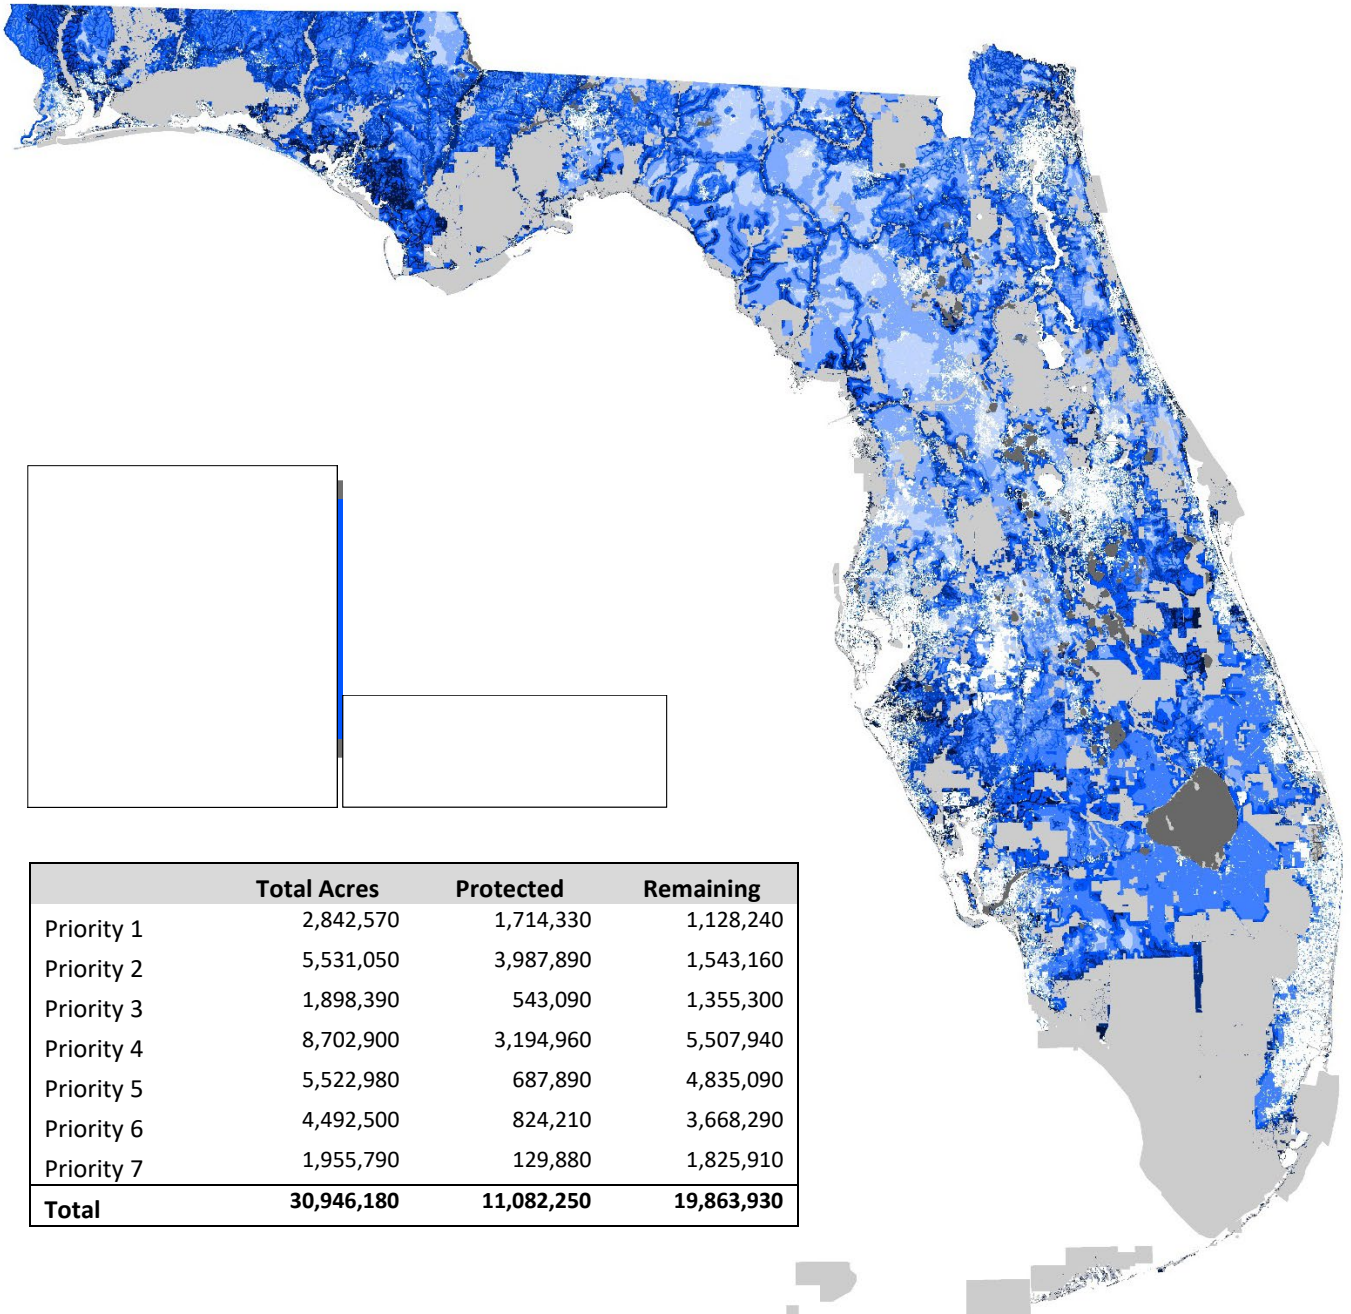 Total Acres Protected Remaining
Priority 1 2,842,570 1,714,330 1,128,240
Priority 2 5,531,050 3,987,890 1,543,160
Priority 3 1,898,390 543,090 1,355,300
Priority 4 8,702,900 3,194,960 5,507,940
Priority 5 5,522,980 687,890 4,835,090
Priority 6 4,492,500 824,210 3,668,290
Priority 7 1,955,790 129,880 1,825,910
Total 30,946,180 11,082,250 19,863,930